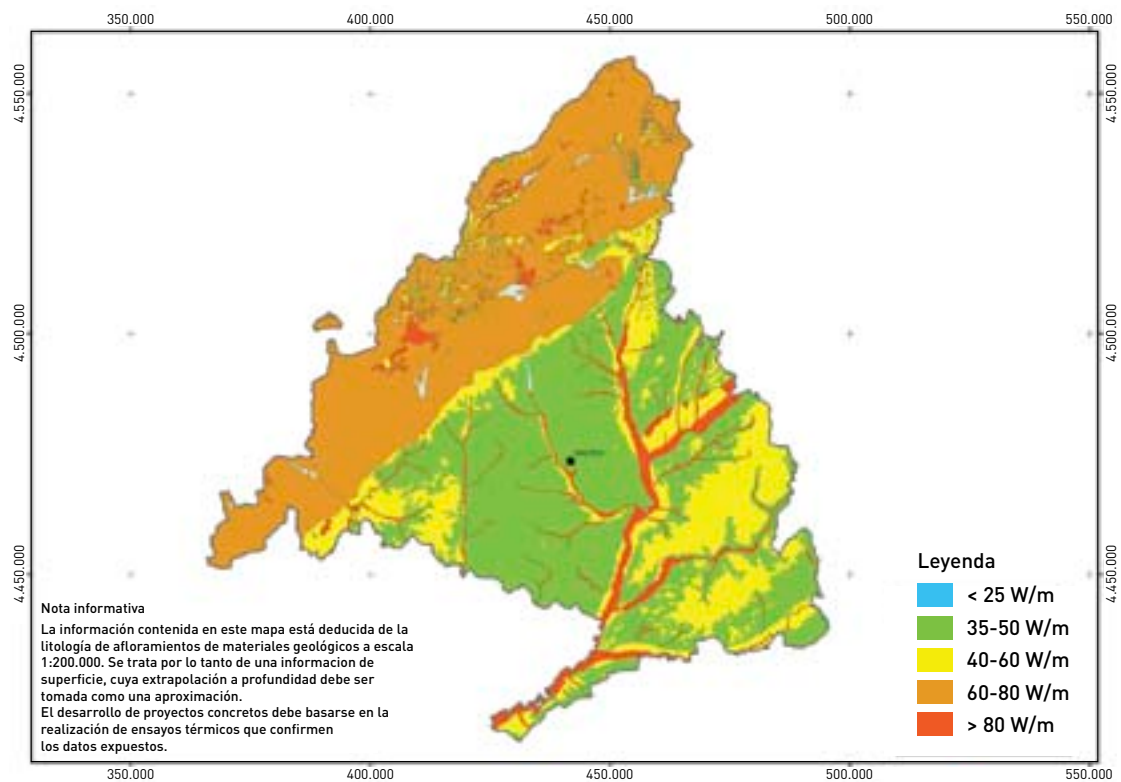 350.000
400.000
450.000
500.000
550.000
4.550.000
4.550.000
4.500.000
4.500.000
4.450.000
4.450.000
Leyenda
< 25 W/m
35-50 W/m
40-60 W/m
60-80 W/m
> 80 W/m
Nota informativa
La información contenida en este mapa está deducida de la
litología de afloramientos de materiales geológicos a escala
1:200.000. Se trata por lo tanto de una informacion de
superficie, cuya extrapolación a profundidad debe ser
tomada como una aproximación.
El desarrollo de proyectos concretos debe basarse en la
realización de ensayos térmicos que confirmen
los datos expuestos.
350.000
400.000
450.000
500.000
550.000